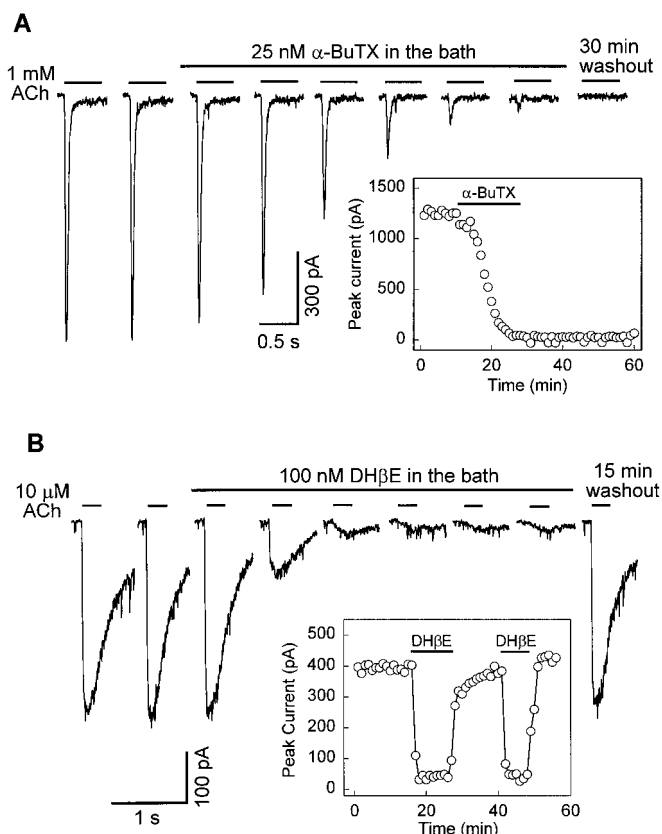 A
25 nM α-BuTX in the bath
30 min
washout
1 mM
ACh
300 pA
0.5 s
α-BuTX
Peak current (pA)
1500
1000
500
0
0 20 40 60
Time (min)
B
100 nM DHβE in the bath
15 min
washout
10 µM
ACh
100 pA
1 s
DHβE DHβE
Peak Current (pA)
500
400
300
200
100
0
0 20 40 60
Time (min)